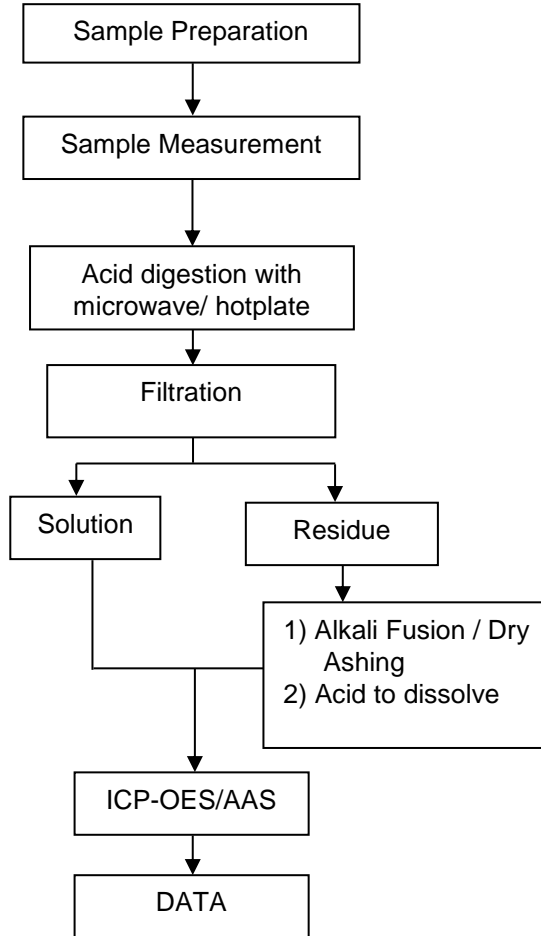 Sample Preparation
Sample Measurement
Acid digestion with
microwave/ hotplate
Filtration
Solution
Residue
1) Alkali Fusion / Dry
Ashing
2) Acid to dissolve
ICP-OES/AAS
DATA